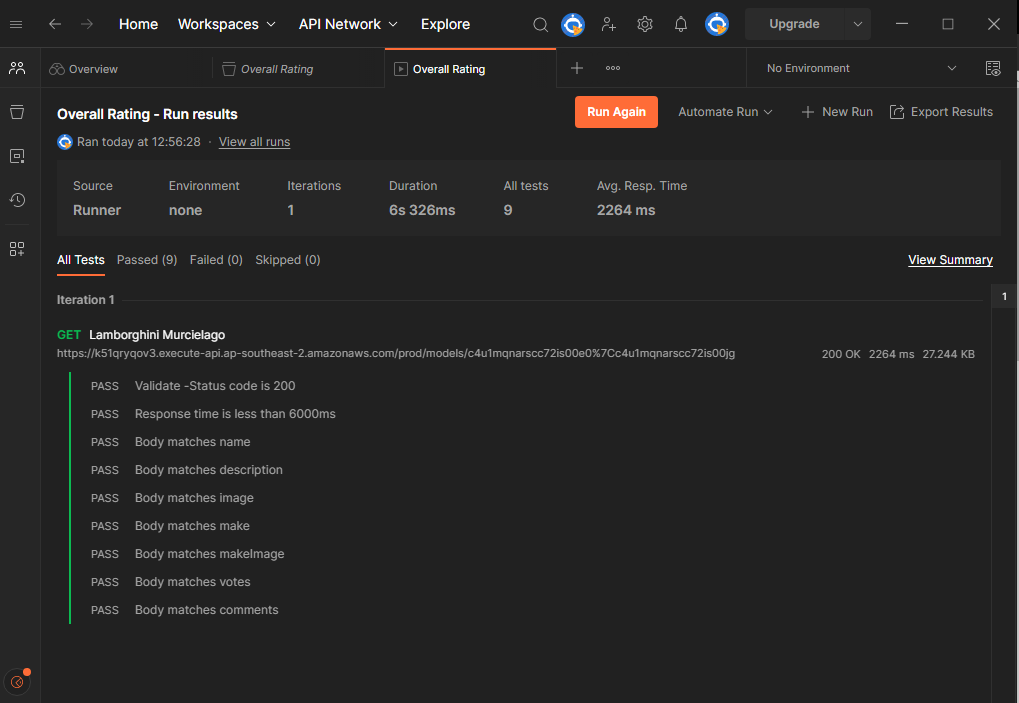 Home Workspaces API Network Explore Upgrade
Overview Overall Rating Overall Rating No Environment
Overall Rating - Run results Run Again Automate Run New Run Export Results
Ran today at 12:56:28 · View all runs
Source Environment Iterations Duration All tests Avg. Resp. Time
Runner none 1 6s 326ms 9 2264 ms
All Tests Passed (9) Failed (0) Skipped (0) View Summary
Iteration 1 1
GET Lamborghini Murcielago
https://k51qryqov3.execute-api.ap-southeast-2.amazonaws.com/prod/models/c4u1mqnarscc72is00e0%7Cc4u1mqnarscc72is00jg 200 OK 2264 ms 27.244 KB
PASS Validate -Status code is 200
PASS Response time is less than 6000ms
PASS Body matches name
PASS Body matches description
PASS Body matches image
PASS Body matches make
PASS Body matches makeImage
PASS Body matches votes
PASS Body matches comments